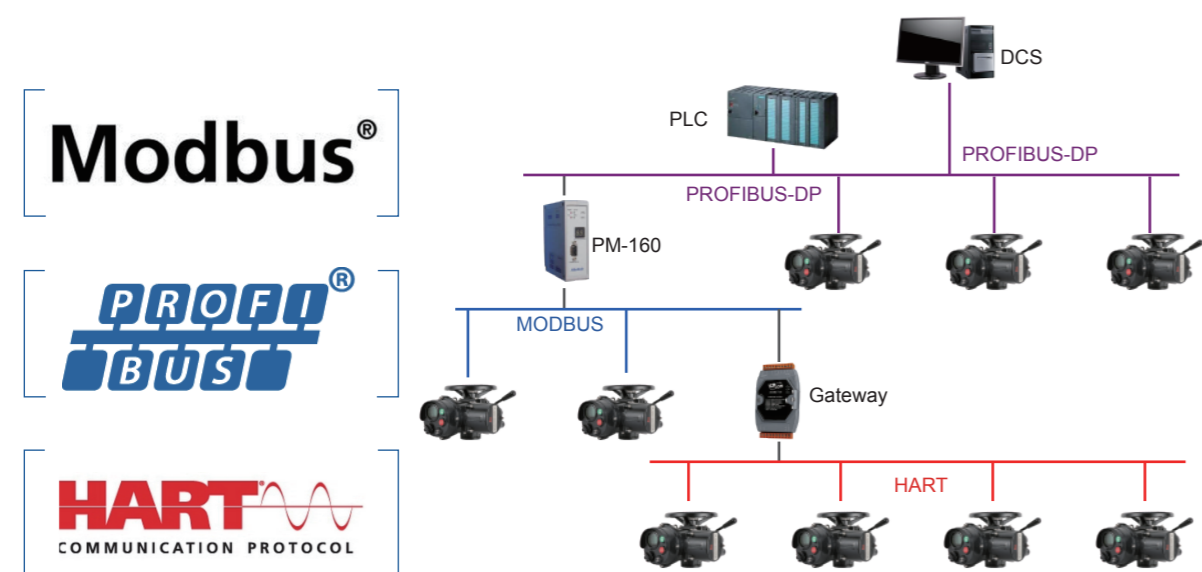 Modbus®
PROFI®
BUS
HART
COMMUNICATION PROTOCOL
DCS
PLC
PROFIBUS-DP
PROFIBUS-DP
PM-160
MODBUS
Gateway
HART